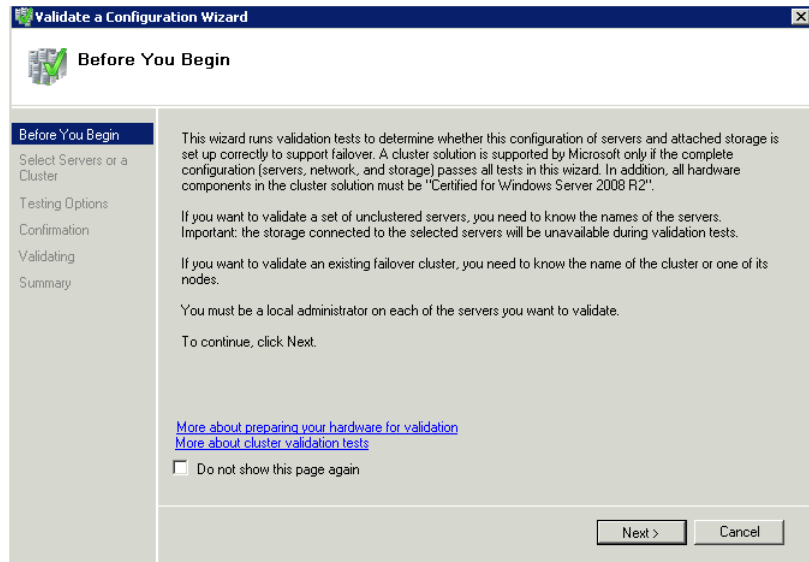 Validate a Configuration Wizard
Before You Begin
Before You Begin
Select Servers or a
Cluster
Testing Options
Confirmation
Validating
Summary
This wizard runs validation tests to determine whether this configuration of servers and attached storage is
set up correctly to support failover. A cluster solution is supported by Microsoft only if the complete
configuration (servers, network, and storage) passes all tests in this wizard. In addition, all hardware
components in the cluster solution must be "Certified for Windows Server 2008 R2".
If you want to validate a set of unclustered servers, you need to know the names of the servers.
Important: the storage connected to the selected servers will be unavailable during validation tests.
If you want to validate an existing failover cluster, you need to know the name of the cluster or one of its
nodes.
You must be a local administrator on each of the servers you want to validate.
To continue, click Next.
More about preparing your hardware for validation
More about cluster validation tests
Do not show this page again
Next >
Cancel